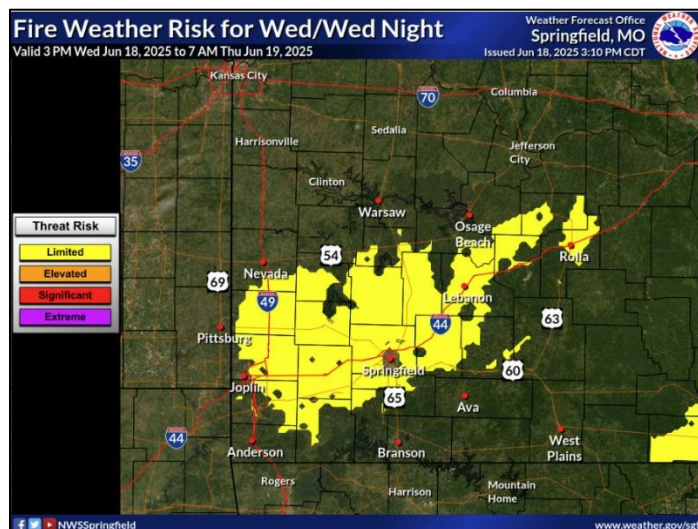 Fire Weather Risk for Wed/Wed Night
Valid 3 PM Wed Jun 18, 2025 to 7 AM Thu Jun 19, 2025
Weather Forecast Office
Springfield, MO
Issued Jun 18, 2025 3:10 PM CDT
Kansas City
70
Columbia
Harrisonville
Sedalia
35
Jefferson
City
Clinton
Warsaw
Osage
Beach
Threat Risk
Limited
Elevated
Significant
Extreme
54
Rolla
Nevada
69
49
Lebanon
63
Pittsburg
44
Springfield
60
Joplin
65
Ava
44
Anderson
Branson
West
Plains
Rogers
Harrison
Mountain
Home
NWSSpringfield
www.weather.gov/sg